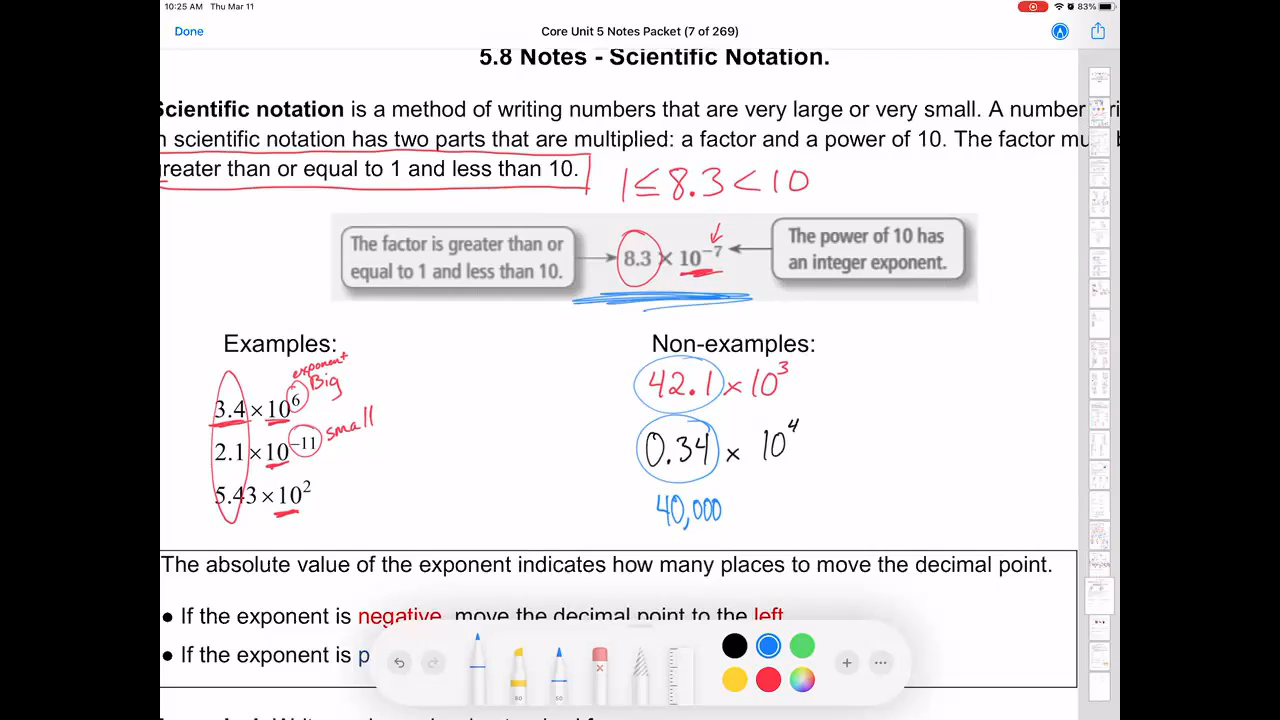 10:25 AM Thu Mar 11
83%
Done
Core Unit 5 Notes Packet (7 of 269)
5.8 Notes - Scientific Notation.
Scientific notation is a method of writing numbers that are very large or very small. A number
scientific notation has two parts that are multiplied: a factor and a power of 10. The factor
greater than or equal to 1 and less than 10.
1 ≤ 8.3 < 10
The factor is greater than or
equal to 1 and less than 10.
8.3 × 10⁻⁷
The power of 10 has
an integer exponent.
Examples:
exponent
Big
3.4 × 10⁶
small
2.1 × 10⁻¹¹
5.43 × 10²
Non-examples:
42.1 × 10³
0.34 × 10⁴
40,000
The absolute value of the exponent indicates how many places to move the decimal point.
● If the exponent is negative, move the decimal point to the left
● If the exponent is p
80
50